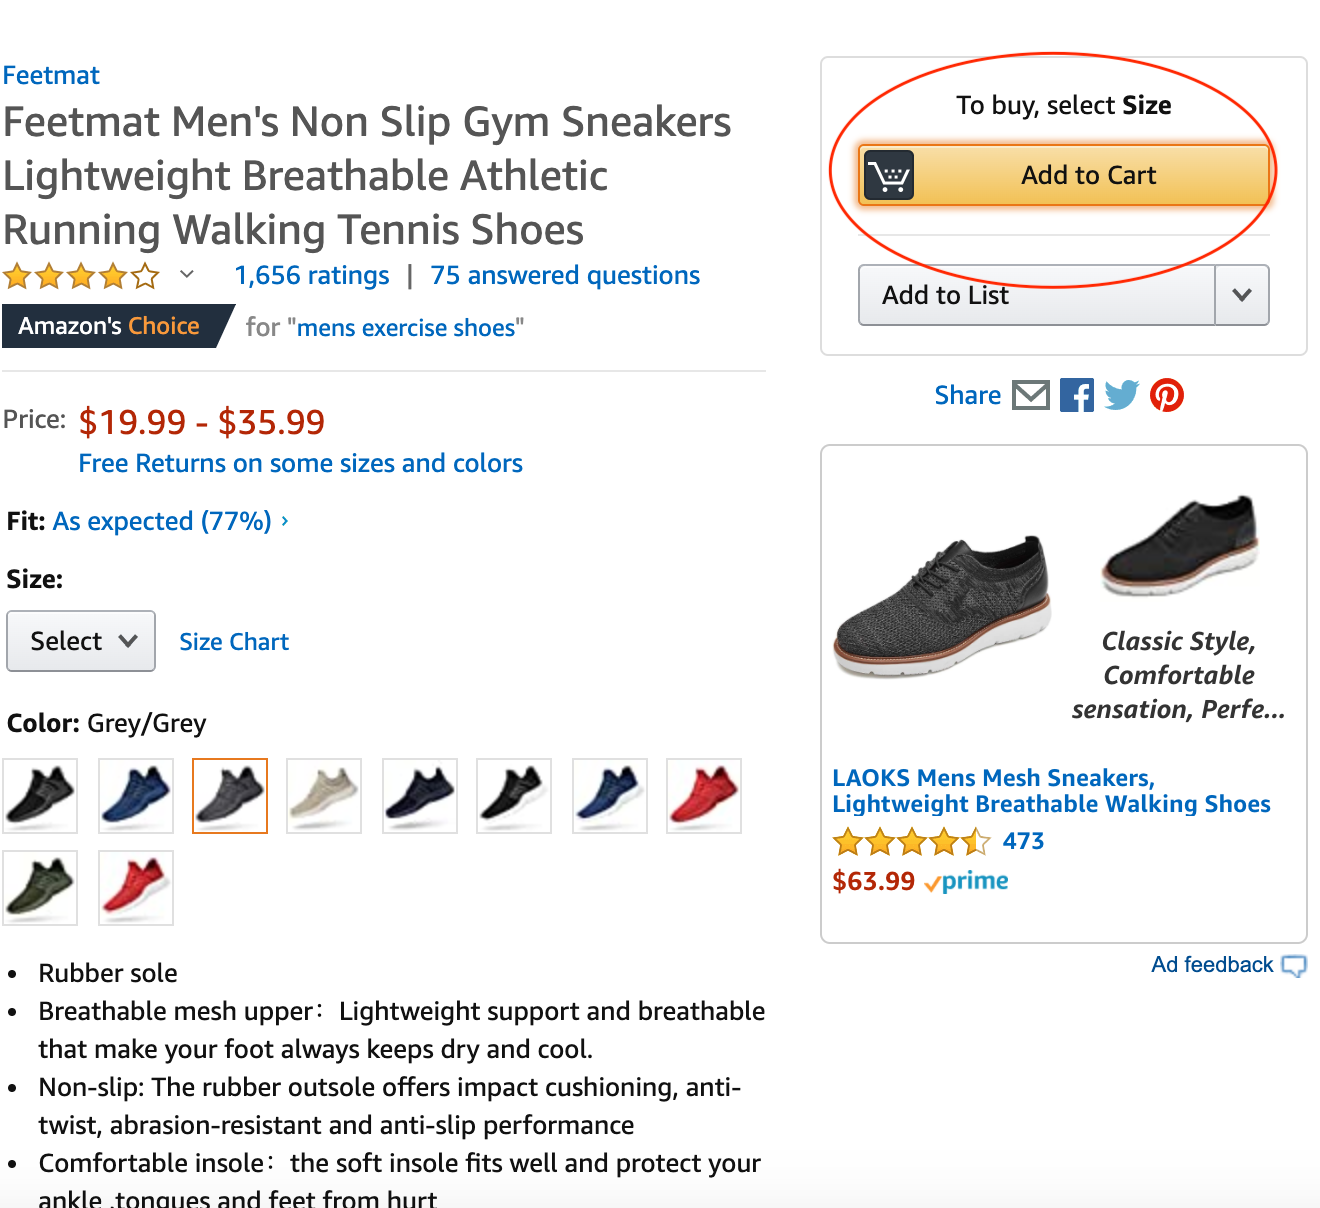 Feetmat
Feetmat Men's Non Slip Gym Sneakers
Lightweight Breathable Athletic
Running Walking Tennis Shoes
1,656 ratings | 75 answered questions
Amazon's Choice for "mens exercise shoes"
Price: $19.99 - $35.99
Free Returns on some sizes and colors
Fit: As expected (77%) ›
Size:
Select Size Chart
Color: Grey/Grey
• Rubber sole
• Breathable mesh upper：Lightweight support and breathable
that make your foot always keeps dry and cool.
• Non-slip: The rubber outsole offers impact cushioning, anti-
twist, abrasion-resistant and anti-slip performance
• Comfortable insole：the soft insole fits well and protect your
ankle ,tongues and feet from hurt
To buy, select Size
Add to Cart
Add to List
Share
Classic Style,
Comfortable
sensation, Perfe...
LAOKS Mens Mesh Sneakers,
Lightweight Breathable Walking Shoes
473
$63.99 prime
Ad feedback